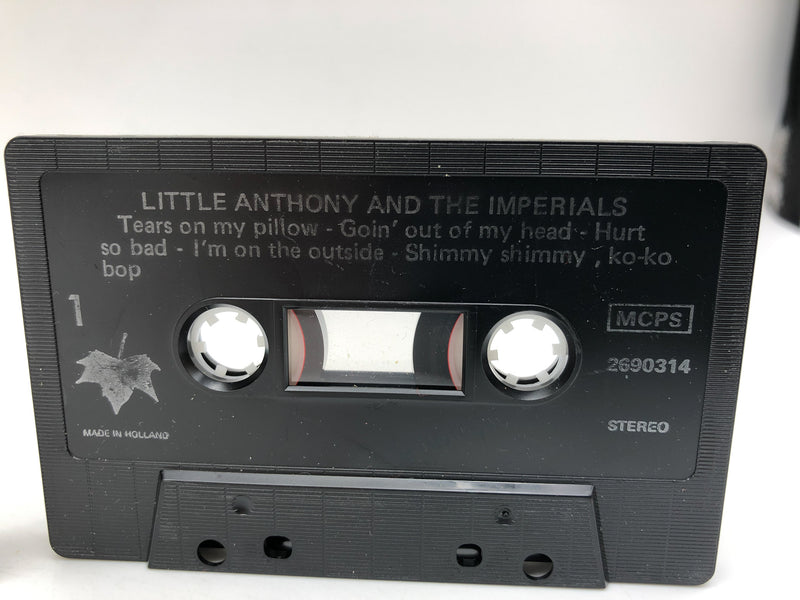 LITTLE ANTHONY AND THE IMPERIALS
Tears on my pillow - Goin' out of my head - Hurt
so bad - I'm on the outside - Shimmy shimmy , ko-ko
bop
1
MCPS
2690314
MADE IN HOLLAND
STEREO